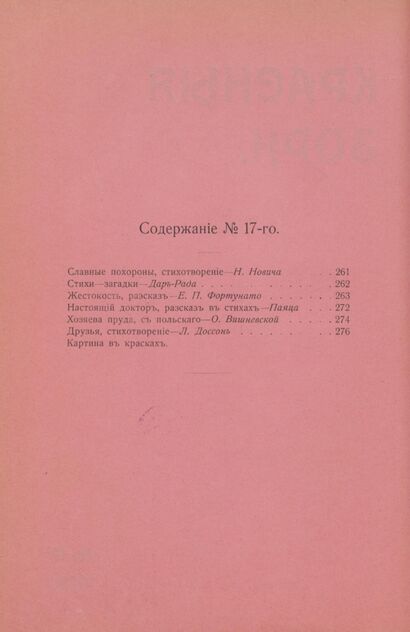 Содержаніе № 17-го.
Славные похороны, стихотвореніе—Н. Новича . . . 261
Стихи—загадки—Даръ-Рада . . . . . . . . . . 262
Жестокость, разсказъ—Е. П. Фортунато . . . . . 263
Настоящій докторъ, разсказ въ стихахъ—Паяца . . . 272
Хозяева пруда, съ польскаго—О. Вишневской . . . . . 274
Друзья, стихотвореніе—Л. Доссонъ . . . . . . . . 276
Картина въ краскахъ.